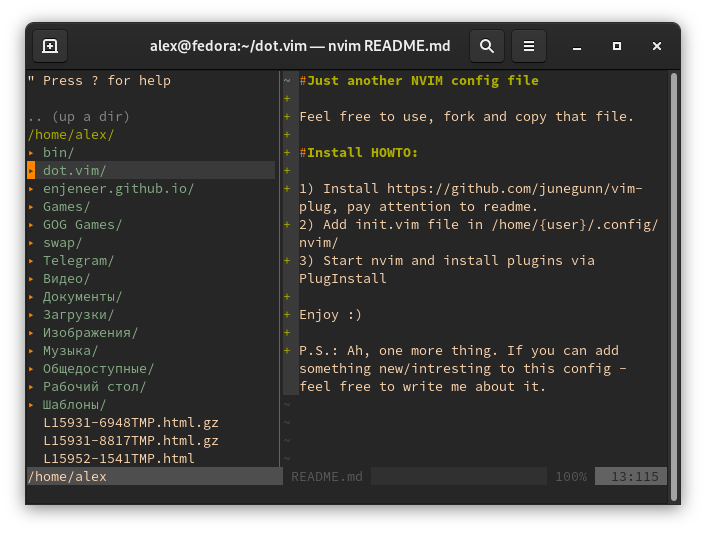 alex@fedora:~/dot.vim — nvim README.md
" Press ? for help
.. (up a dir)
/home/alex/
▸ bin/
▸ dot.vim/
▸ enjeneer.github.io/
▸ Games/
▸ GOG Games/
▸ swap/
▸ Telegram/
▸ Видео/
▸ Документы/
▸ Загрузки/
▸ Изображения/
▸ Музыка/
▸ Общедоступные/
▸ Рабочий стол/
▸ Шаблоны/
L15931-6948TMP.html.gz
L15931-8817TMP.html.gz
L15952-1541TMP.html
/home/alex
~ #Just another NVIM config file
+
+ Feel free to use, fork and copy that file.
+
+ #Install HOWTO:
+
+ 1) Install https://github.com/junegunn/vim-
plug, pay attention to readme.
+ 2) Add init.vim file in /home/{user}/.config/
nvim/
+ 3) Start nvim and install plugins via
PlugInstall
+
+ Enjoy :)
+
+ P.S.: Ah, one more thing. If you can add
something new/intresting to this config -
feel free to write me about it.
~
~
~
~
README.md 100% 13:115